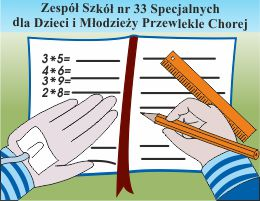 Zespół Szkół nr 33 Specjalnych
dla Dzieci i Młodzieży Przewlekle Chorej
3*5=
4*6=
3*9=
2*8=